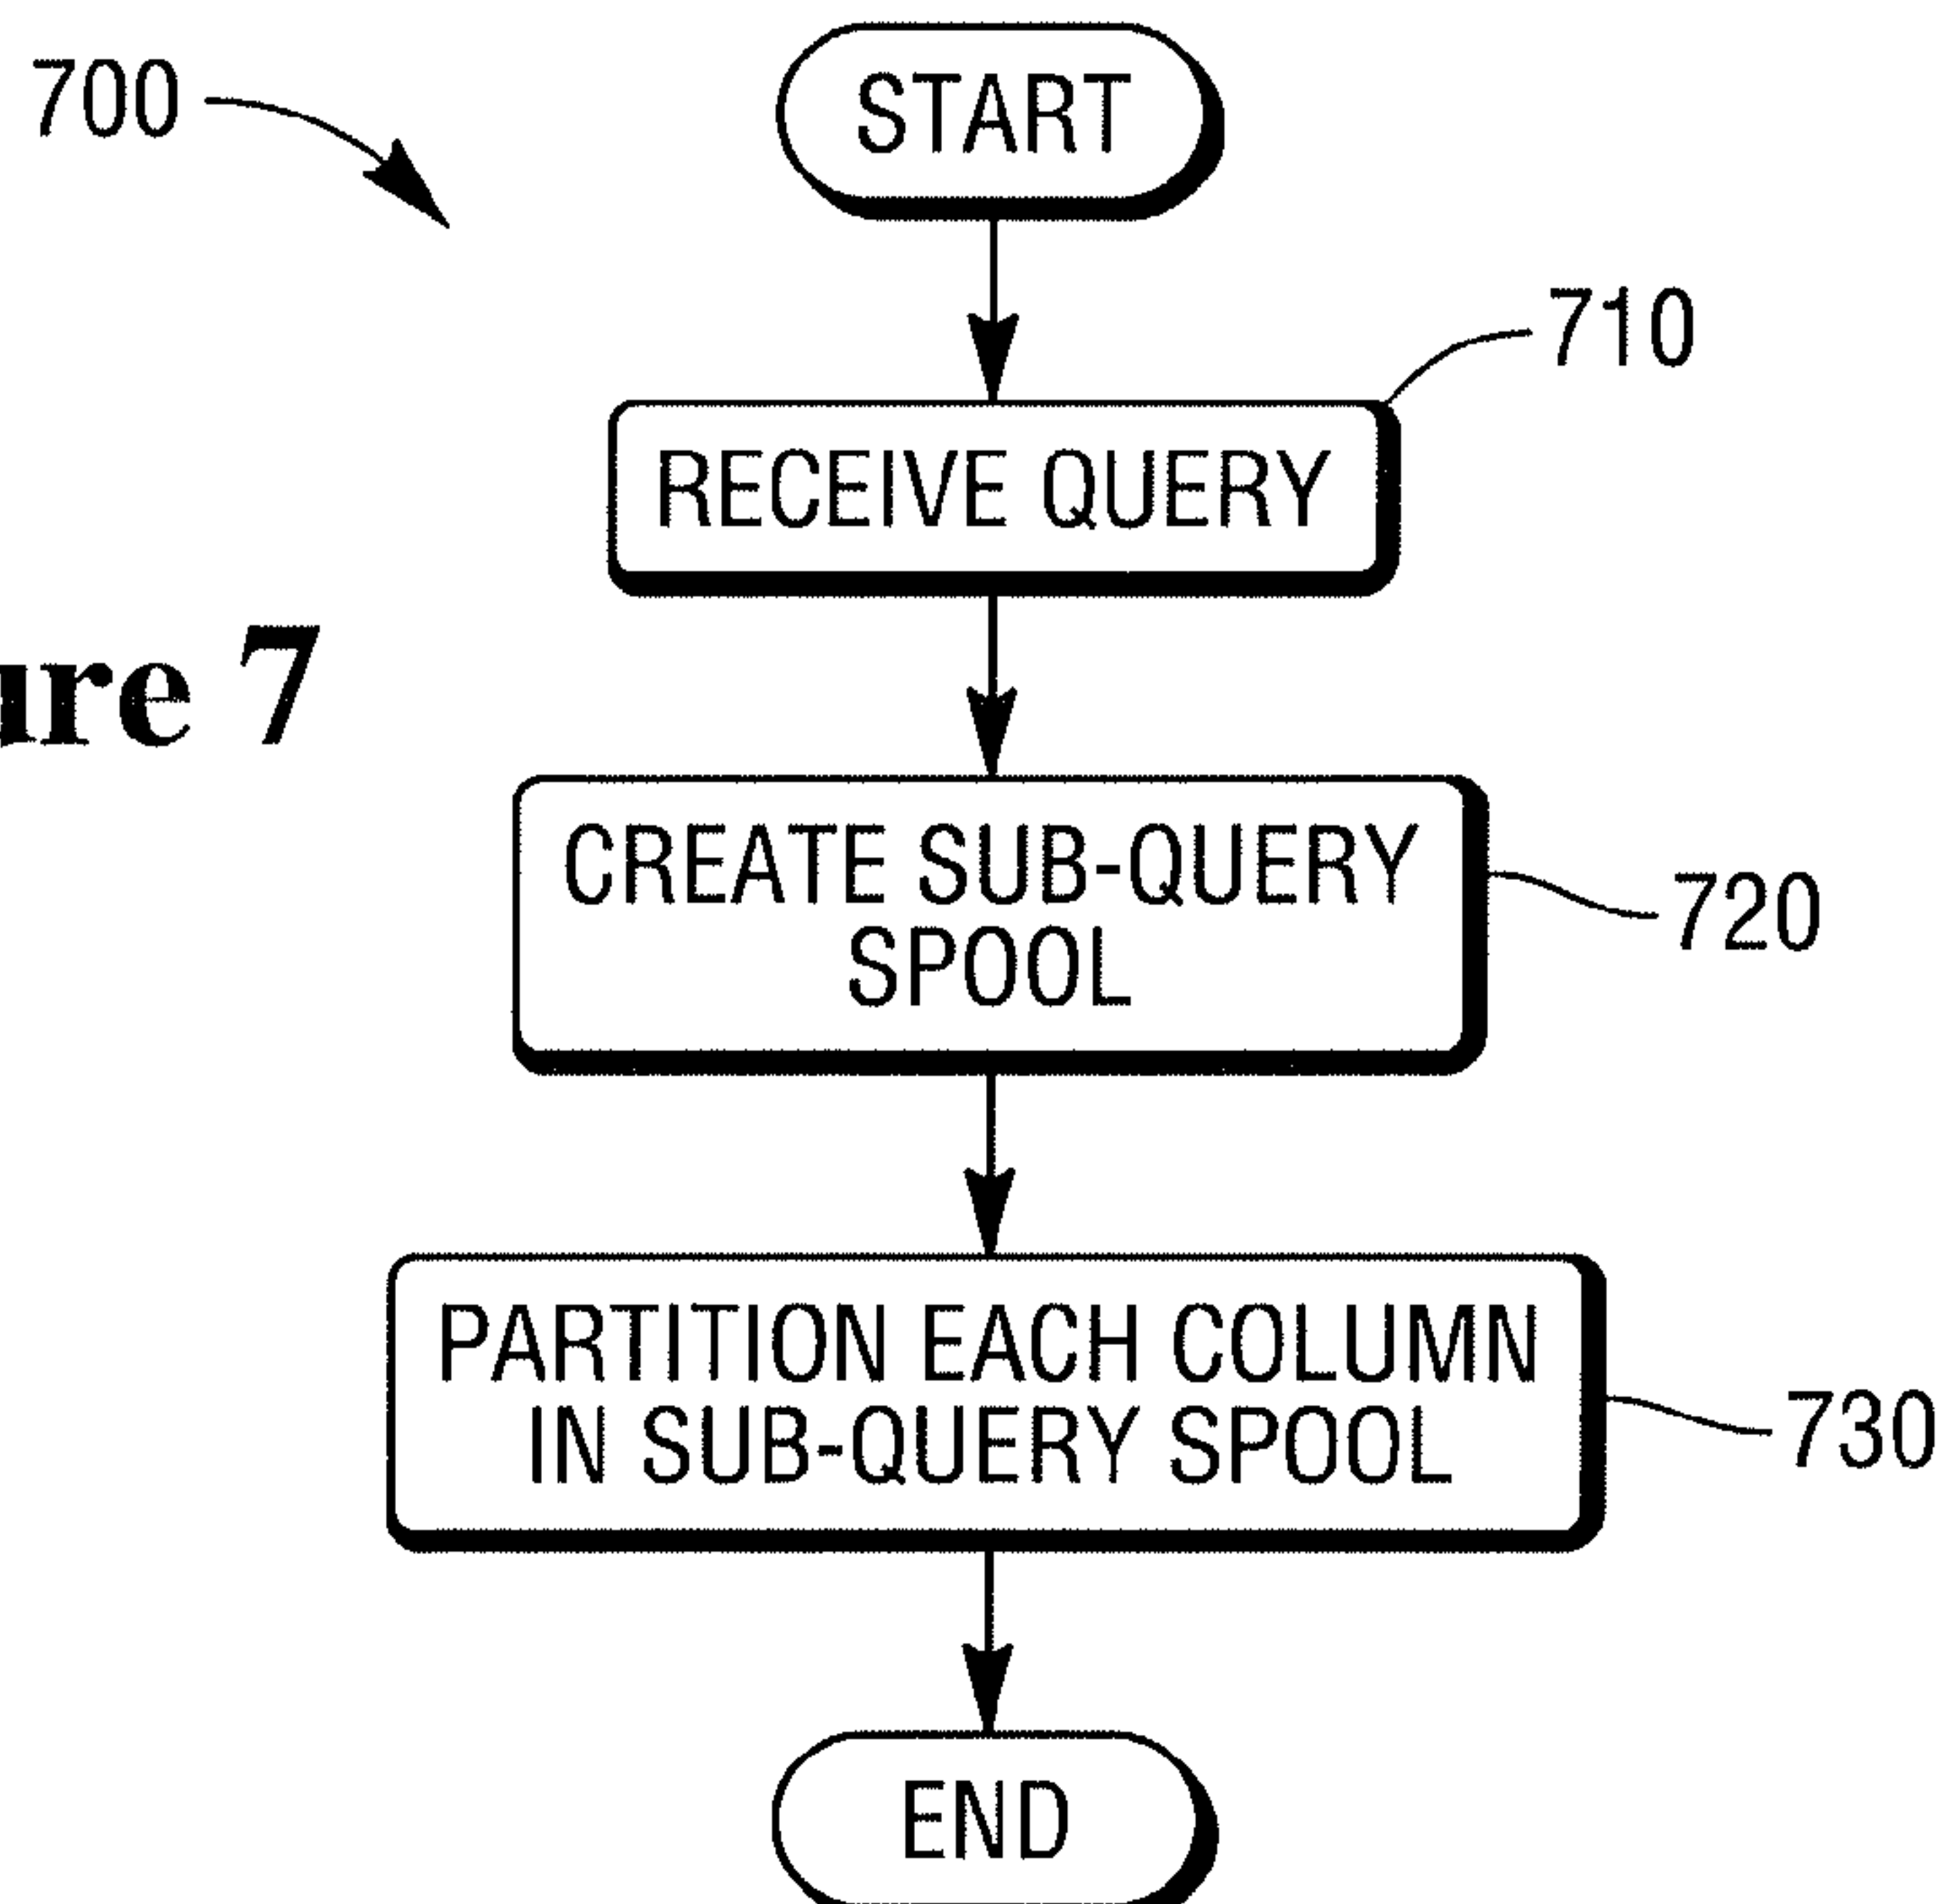 700
START
710
RECEIVE QUERY
ure 7
CREATE SUB-QUERY
SPOOL
720
PARTITION EACH COLUMN
IN SUB-QUERY SPOOL
730
END